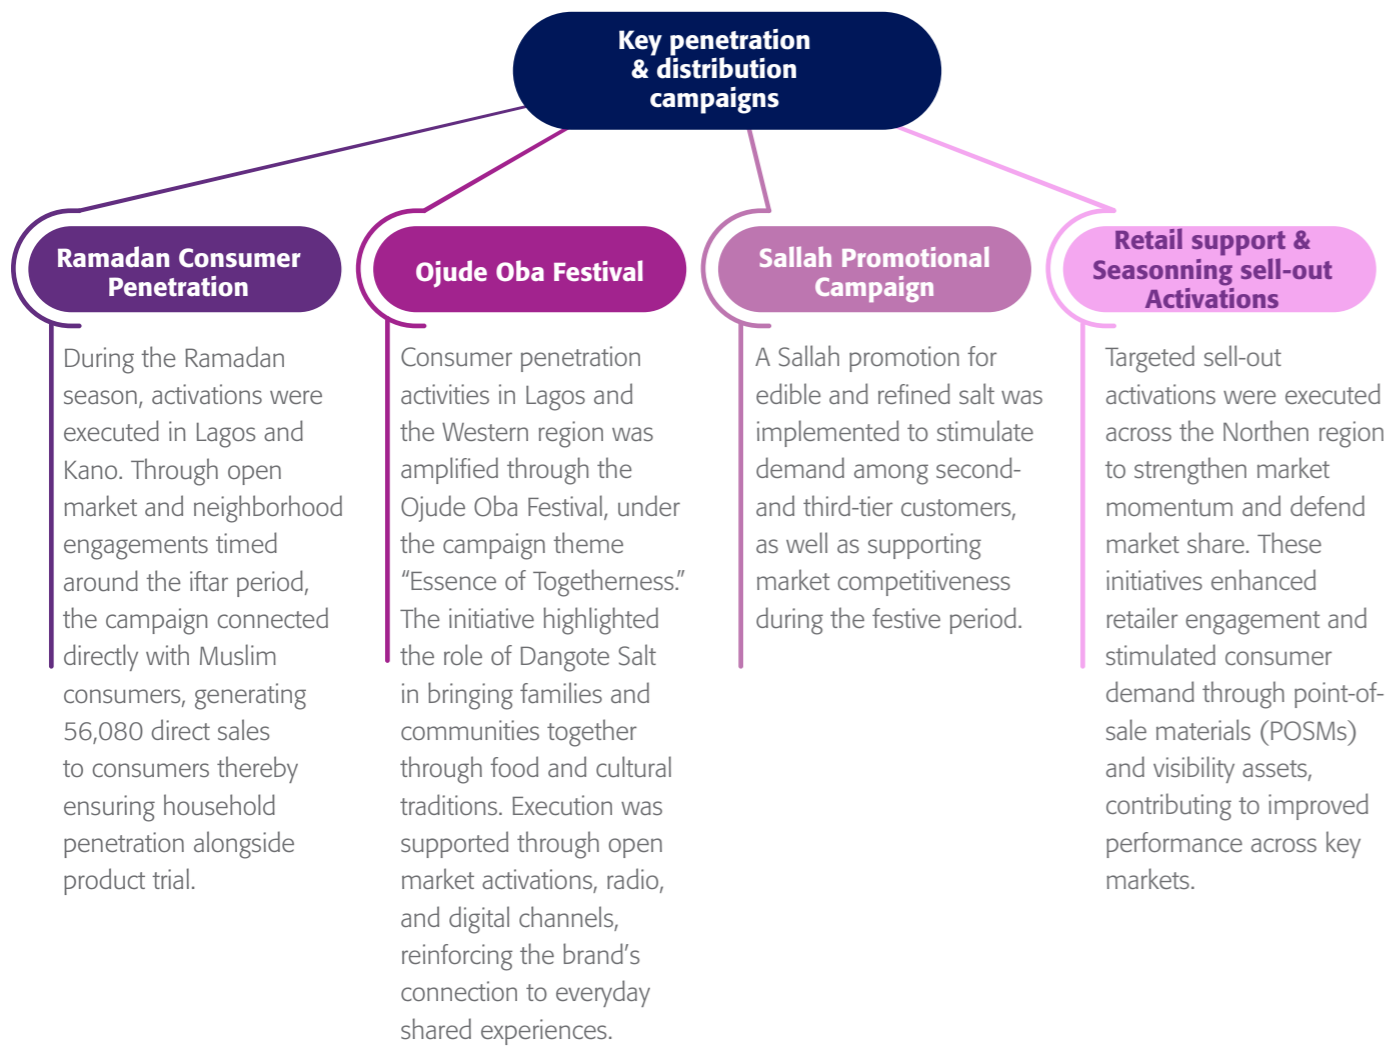 Key penetration
& distribution
campaigns
Ramadan Consumer
Penetration
During the Ramadan
season, activations were
executed in Lagos and
Kano. Through open
market and neighborhood
engagements timed
around the iftar period,
the campaign connected
directly with Muslim
consumers, generating
56,080 direct sales
to consumers thereby
ensuring household
penetration alongside
product trial.
Ojude Oba Festival
Consumer penetration
activities in Lagos and
the Western region was
amplified through the
Ojude Oba Festival, under
the campaign theme
“Essence of Togetherness.”
The initiative highlighted
the role of Dangote Salt
in bringing families and
communities together
through food and cultural
traditions. Execution was
supported through open
market activations, radio,
and digital channels,
reinforcing the brand’s
connection to everyday
shared experiences.
Sallah Promotional
Campaign
A Sallah promotion for
edible and refined salt was
implemented to stimulate
demand among second-
and third-tier customers,
as well as supporting
market competitiveness
during the festive period.
Retail support &
Seasonning sell-out
Activations
Targeted sell-out
activations were executed
across the Northen region
to strengthen market
momentum and defend
market share. These
initiatives enhanced
retailer engagement and
stimulated consumer
demand through point-of-
sale materials (POSMs)
and visibility assets,
contributing to improved
performance across key
markets.